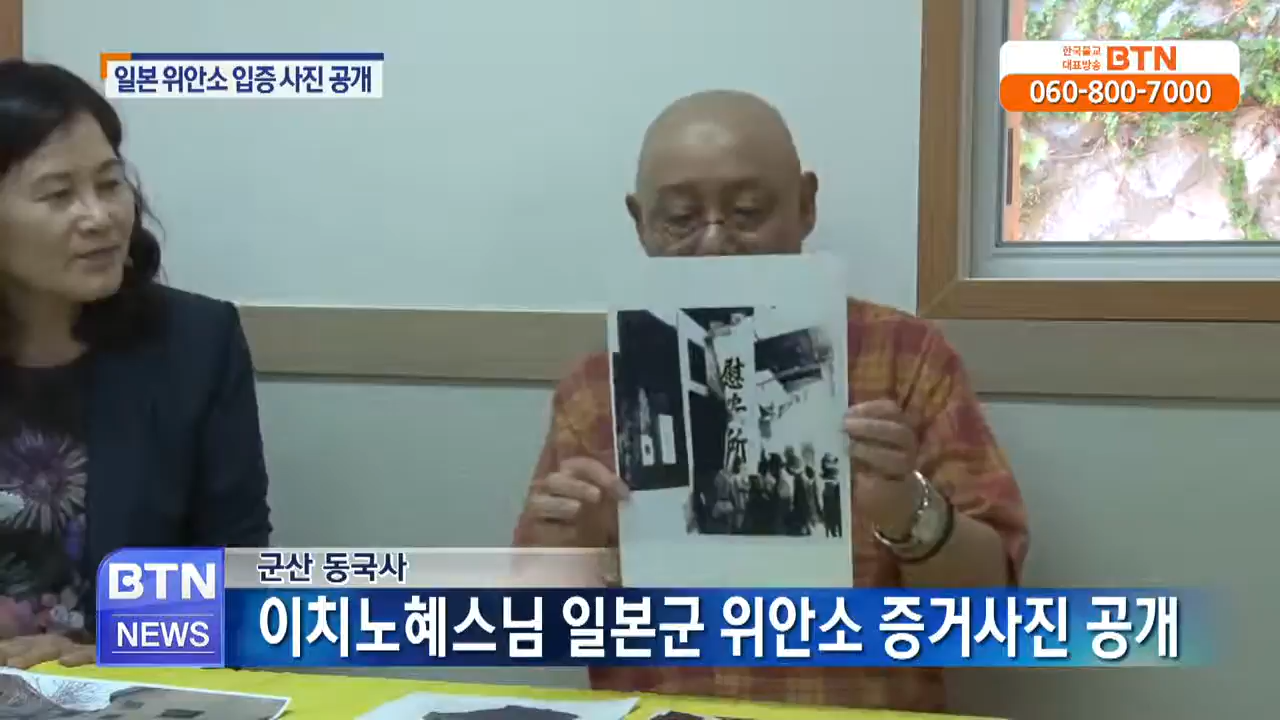 일본 위안소 입증 사진 공개
한국불교
대표방송 BTN
060-800-7000
慰安所
BTN
NEWS
군산 동국사
이치노혜스님 일본군 위안소 증거사진 공개